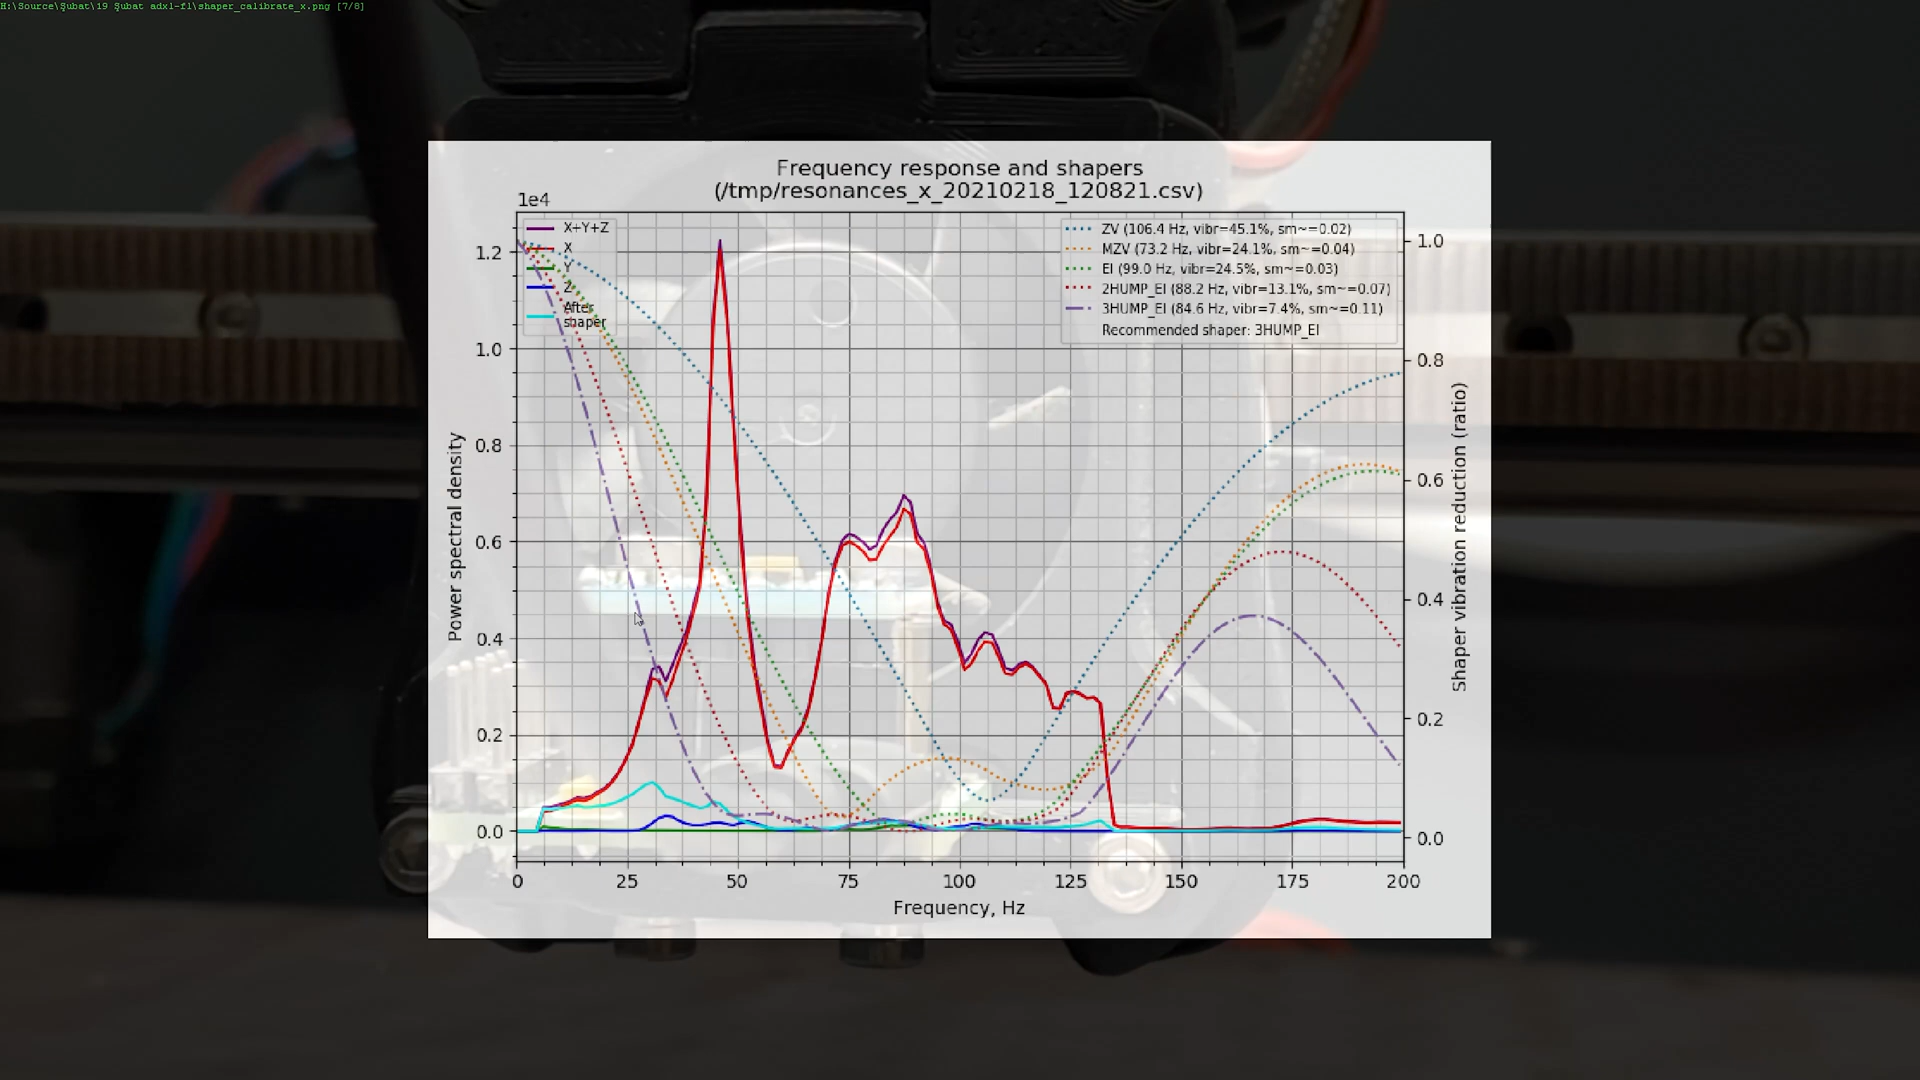 H:\Source\Şubat\19 Şubat adxl-fl\shaper_calibrate_x.png [7/8]
Frequency response and shapers
(/tmp/resonances_x_20210218_120821.csv)
1e4
X+Y+Z
X
Y
Z
After
shaper
ZV (106.4 Hz, vibr=45.1%, sm~=0.02)
MZV (73.2 Hz, vibr=24.1%, sm~=0.04)
EI (99.0 Hz, vibr=24.5%, sm~=0.03)
2HUMP_EI (88.2 Hz, vibr=13.1%, sm~=0.07)
3HUMP_EI (84.6 Hz, vibr=7.4%, sm~=0.11)
Recommended shaper: 3HUMP_EI
Power spectral density
1.2
1.0
0.8
0.6
0.4
0.2
0.0
1.0
0.8
0.6
0.4
0.2
0.0
Shaper vibration reduction (ratio)
0 25 50 75 100 125 150 175 200
Frequency, Hz